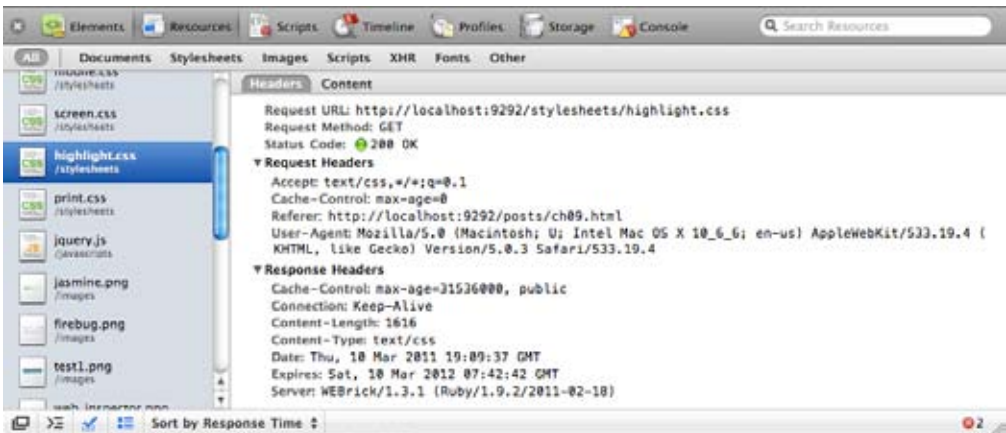 Elements Resources Scripts Timeline Profiles Storage Console Search Resources
All Documents Stylesheets Images Scripts XHR Fonts Other
mobile.css
/stylesheets
screen.css
/stylesheets
highlight.css
/stylesheets
print.css
/stylesheets
jquery.js
/javascripts
jasmine.png
/images
firebug.png
/images
test1.png
/images
web_inspector.png
Headers Content
Request URL: http://localhost:9292/stylesheets/highlight.css
Request Method: GET
Status Code: 200 OK
▼Request Headers
Accept: text/css,*/*;q=0.1
Cache-Control: max-age=0
Referer: http://localhost:9292/posts/ch09.html
User-Agent: Mozilla/5.0 (Macintosh; U; Intel Mac OS X 10_6_6; en-us) AppleWebKit/533.19.4 (
KHTML, like Gecko) Version/5.0.3 Safari/533.19.4
▼Response Headers
Cache-Control: max-age=31536000, public
Connection: Keep-Alive
Content-Length: 1616
Content-Type: text/css
Date: Thu, 10 Mar 2011 19:09:37 GMT
Expires: Sat, 10 Mar 2012 07:42:42 GMT
Server: WEBrick/1.3.1 (Ruby/1.9.2/2011-02-18)
Sort by Response Time
2